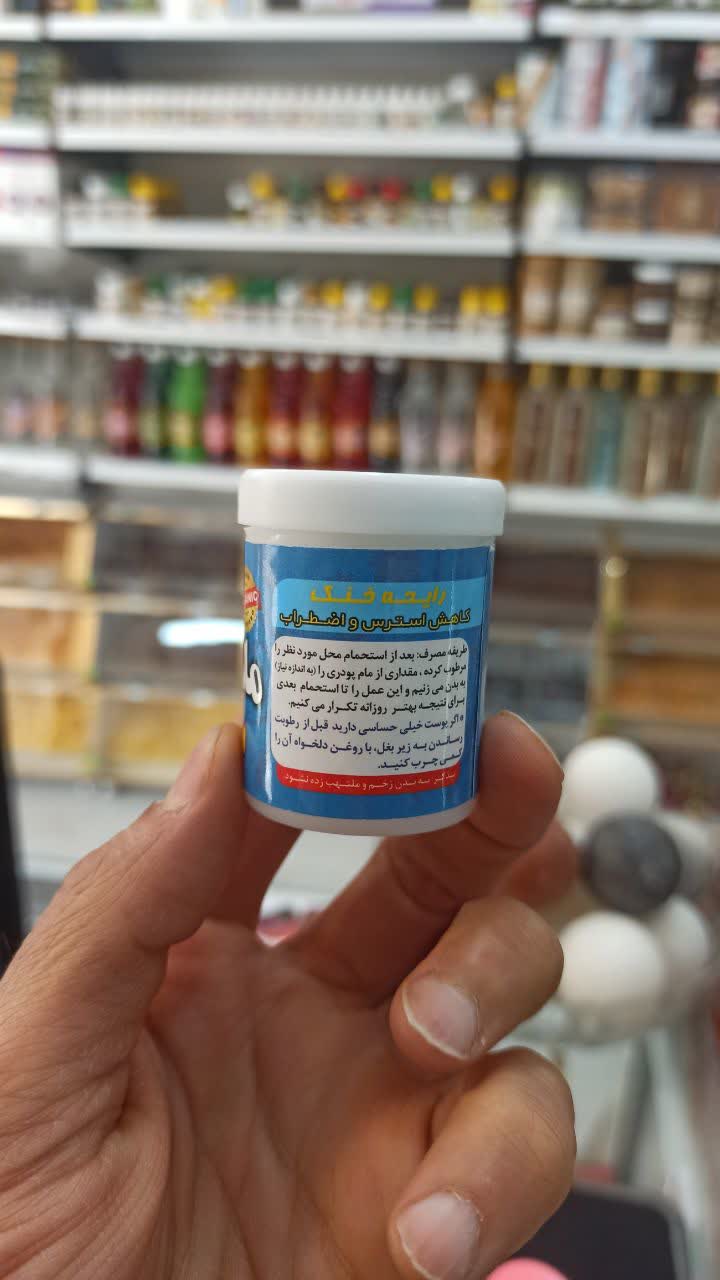 رایحه خنک
کاهش استرس و اضطراب
طریقه مصرف: بعد از استحمام محل مورد نظر را
مرطوب کرده، مقداری از مام پودری را (به اندازه نیاز)
به بدن می زنیم و این عمل را تا استحمام بعدی
برای نتیجه بهتر روزانه تکرار می کنیم.
*اگر پوست خیلی حساسی دارید قبل از رطوبت
رساندن به زیر بغل، با روغن دلخواه آن را
کمی چرب کنید.
تذکر: به بدن زخم و ملتهب زده نشود.